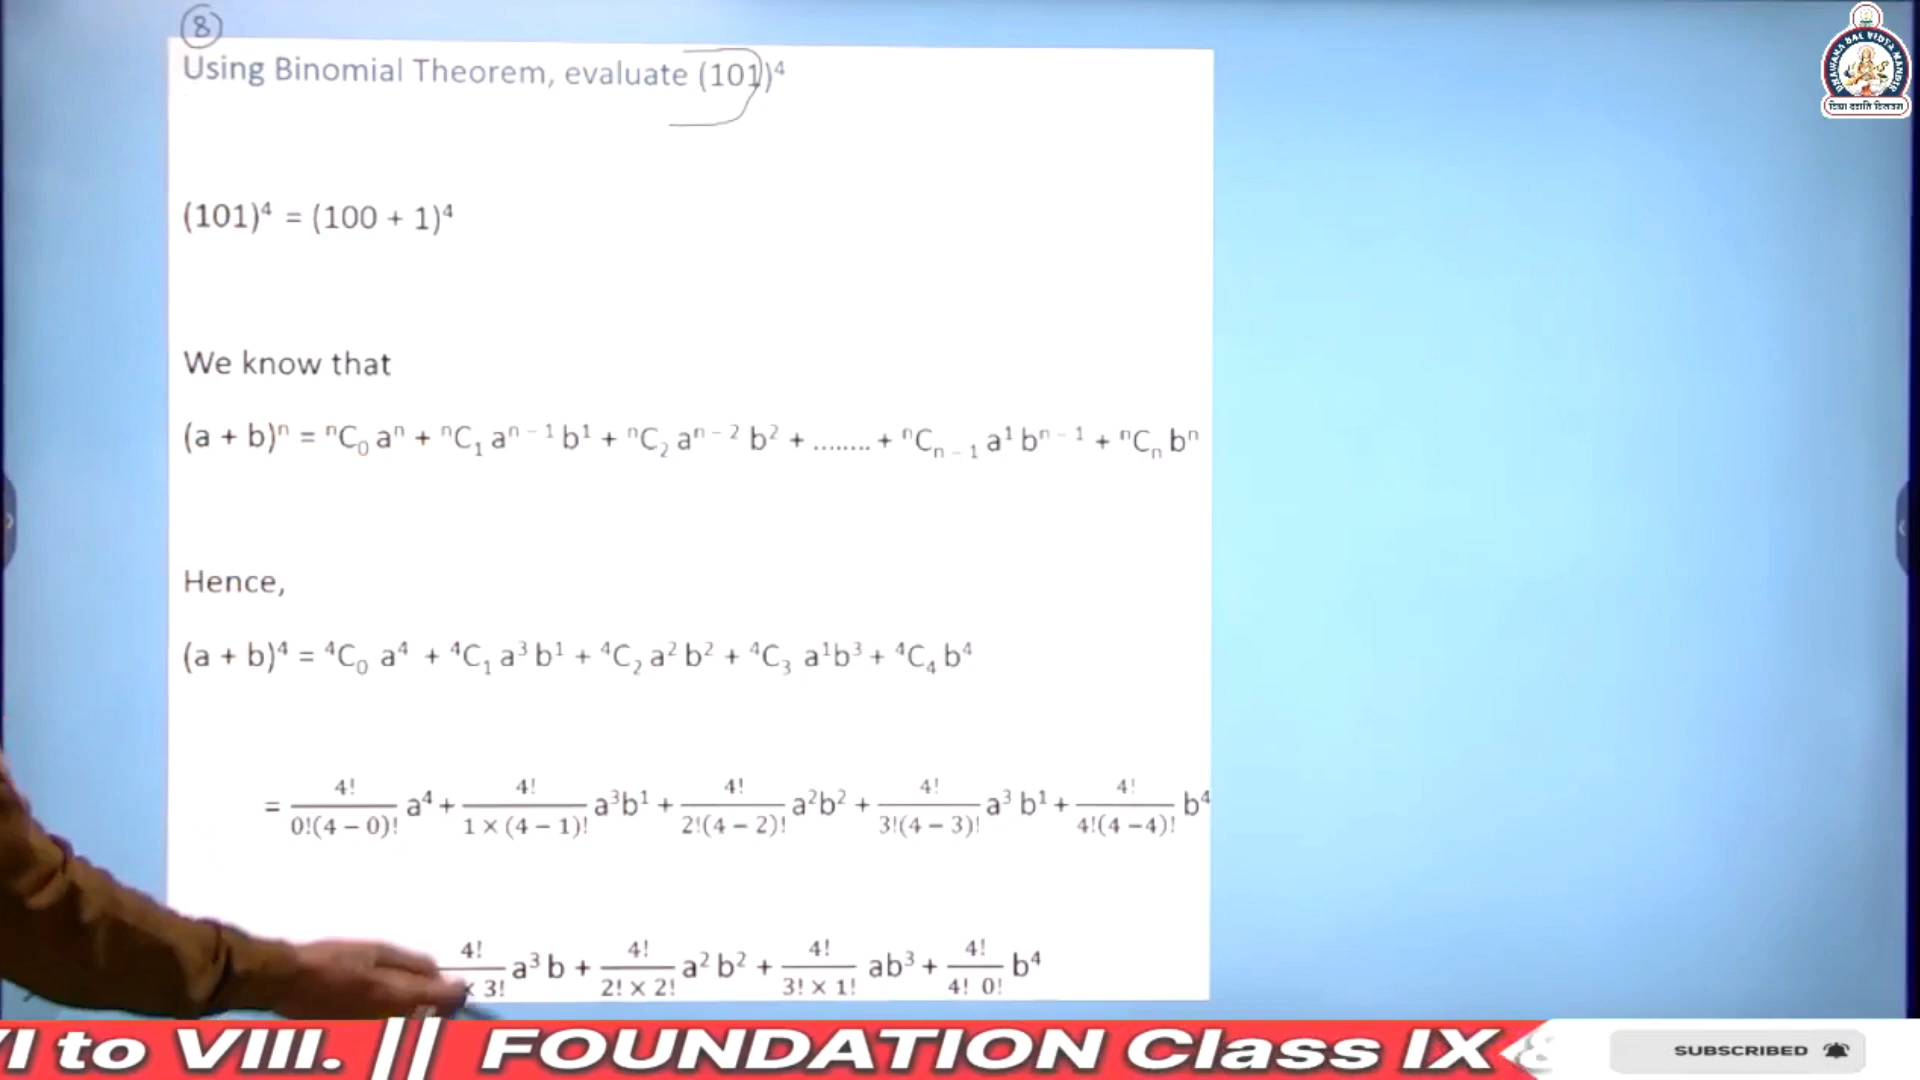 ⑧
Using Binomial Theorem, evaluate (101)⁴
(101)⁴ = (100 + 1)⁴
We know that
(a + b)ⁿ = ⁿC₀ aⁿ + ⁿC₁ aⁿ⁻¹ b¹ + ⁿC₂ aⁿ⁻² b² + ........ + ⁿCₙ₋₁ a¹ bⁿ⁻¹ + ⁿCₙ bⁿ
Hence,
(a + b)⁴ = ⁴C₀ a⁴ + ⁴C₁ a³ b¹ + ⁴C₂ a² b² + ⁴C₃ a¹b³ + ⁴C₄ b⁴
= 4!/0!(4 – 0)! a⁴ + 4!/1 × (4 – 1)! a³b¹ + 4!/2!(4 – 2)! a²b² + 4!/3!(4 – 3)! a³ b¹ + 4!/4!(4 –4)! b⁴
4!/× 3! a³ b + 4!/2! × 2! a² b² + 4!/3! × 1! ab³ + 4!/4! 0! b⁴
I to VIII. || FOUNDATION Class IX &
SUBSCRIBED
BAL VIDYA MANDIR